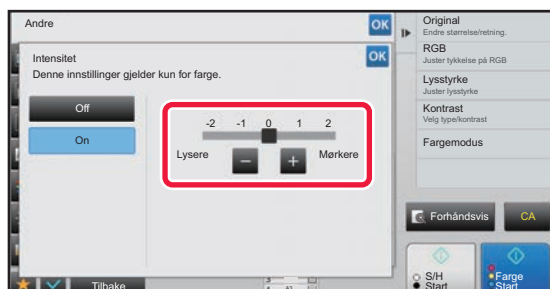 Andre
OK
Intensitet
OK
Denne innstillinger gjelder kun for farge.
Off
On
-2 -1 0 1 2
Lysere
Mørkere
Tilbake
Original
Endre størrelse/retning.
RGB
Juster tykkelse på RGB
Lysstyrke
Juster lysstyrke
Kontrast
Velg type/kontrast
Fargemodus
Forhåndsvis
CA
S/H
Start
Farge
Start